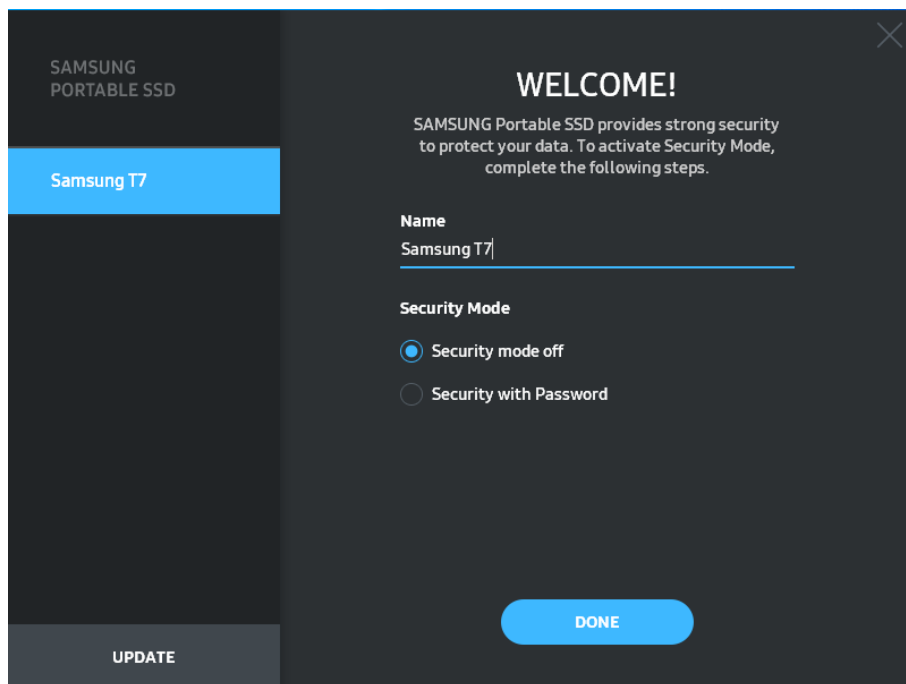 SAMSUNG
PORTABLE SSD
Samsung T7
UPDATE
WELCOME!
SAMSUNG Portable SSD provides strong security
to protect your data. To activate Security Mode,
complete the following steps.
Name
Samsung T7
Security Mode
Security mode off
Security with Password
DONE